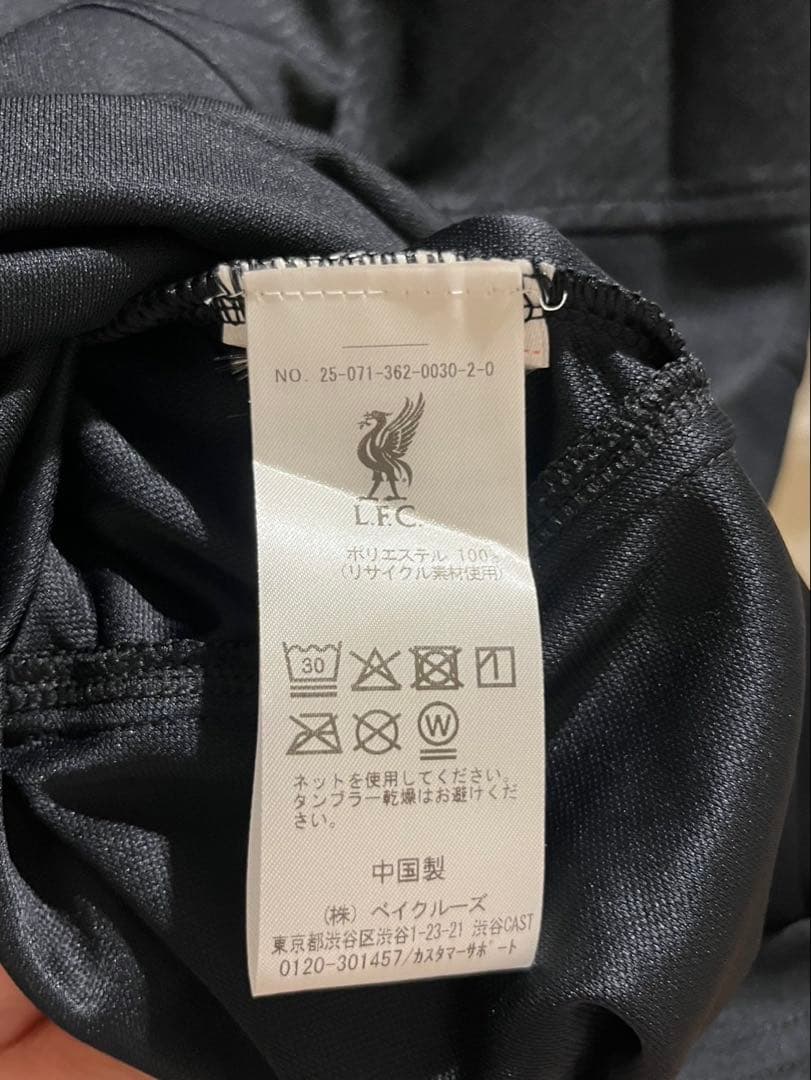 NO. 25-071-362-0030-2-0
L.F.C.
ポリエステル 100%
(リサイクル素材使用)
30
W
ネットを使用してください。
タンブラー乾燥はお避けくだ
さい。
中国製
(株) ベイクルーズ
東京都渋谷区渋谷1-23-21 渋谷CAST
0120-301457/カスタマーサポート